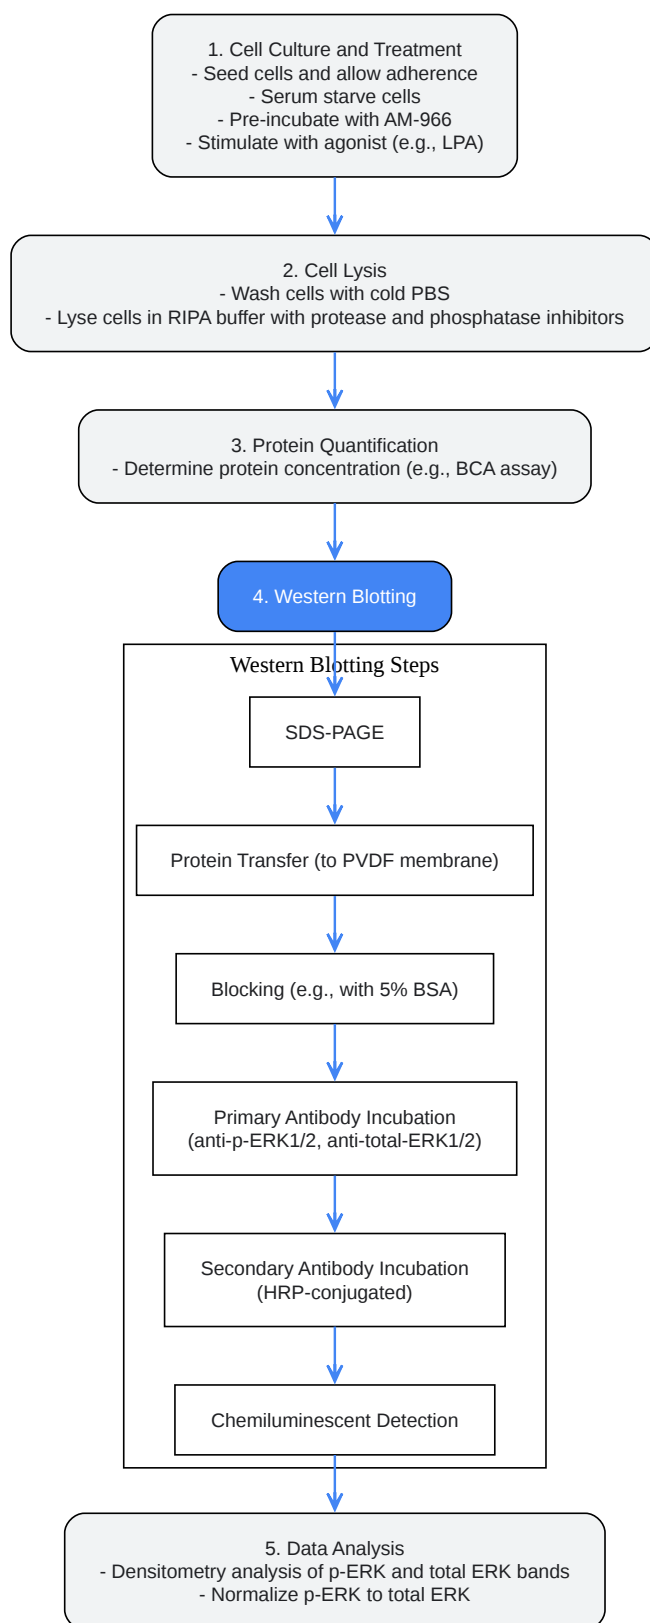 1. Cell Culture and Treatment
- Seed cells and allow adherence
- Serum starve cells
- Pre-incubate with AM-966
- Stimulate with agonist (e.g., LPA)
2. Cell Lysis
- Wash cells with cold PBS
- Lyse cells in RIPA buffer with protease and phosphatase inhibitors
3. Protein Quantification
- Determine protein concentration (e.g., BCA assay)
4. Western Blotting
Western Blotting Steps
SDS-PAGE
Protein Transfer (to PVDF membrane)
Blocking (e.g., with 5% BSA)
Primary Antibody Incubation
(anti-p-ERK1/2, anti-total-ERK1/2)
Secondary Antibody Incubation
(HRP-conjugated)
Chemiluminescent Detection
5. Data Analysis
- Densitometry analysis of p-ERK and total ERK bands
- Normalize p-ERK to total ERK